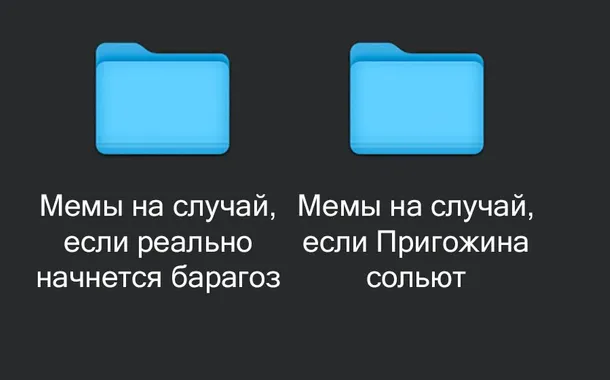 Мемы на случай,
если реально
начнется барагоз
Мемы на случай,
если Пригожина
сольют